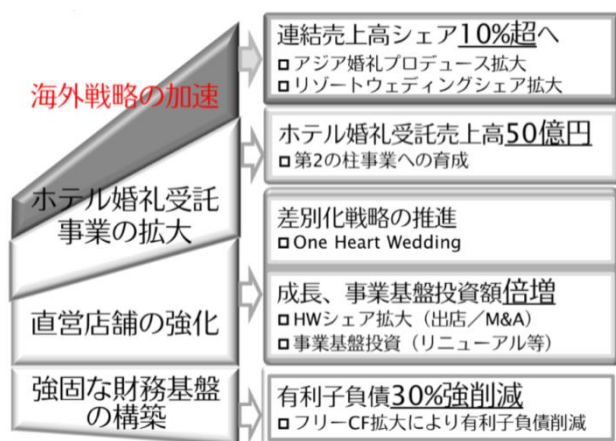 海外戦略の加速
連結売上高シェア10%超へ
アジア婚礼プロデュース拡大
リゾートウェディングシェア拡大
ホテル婚礼受託
事業の拡大
ホテル婚礼受託売上高50億円
第2の柱事業への育成
直営店舗の強化
差別化戦略の推進
One Heart Wedding
成長、事業基盤投資額倍増
HWシェア拡大（出店／M&A）
事業基盤投資（リニューアル等）
強固な財務基盤
の構築
有利子負債30%強削減
フリーCF拡大により有利子負債削減